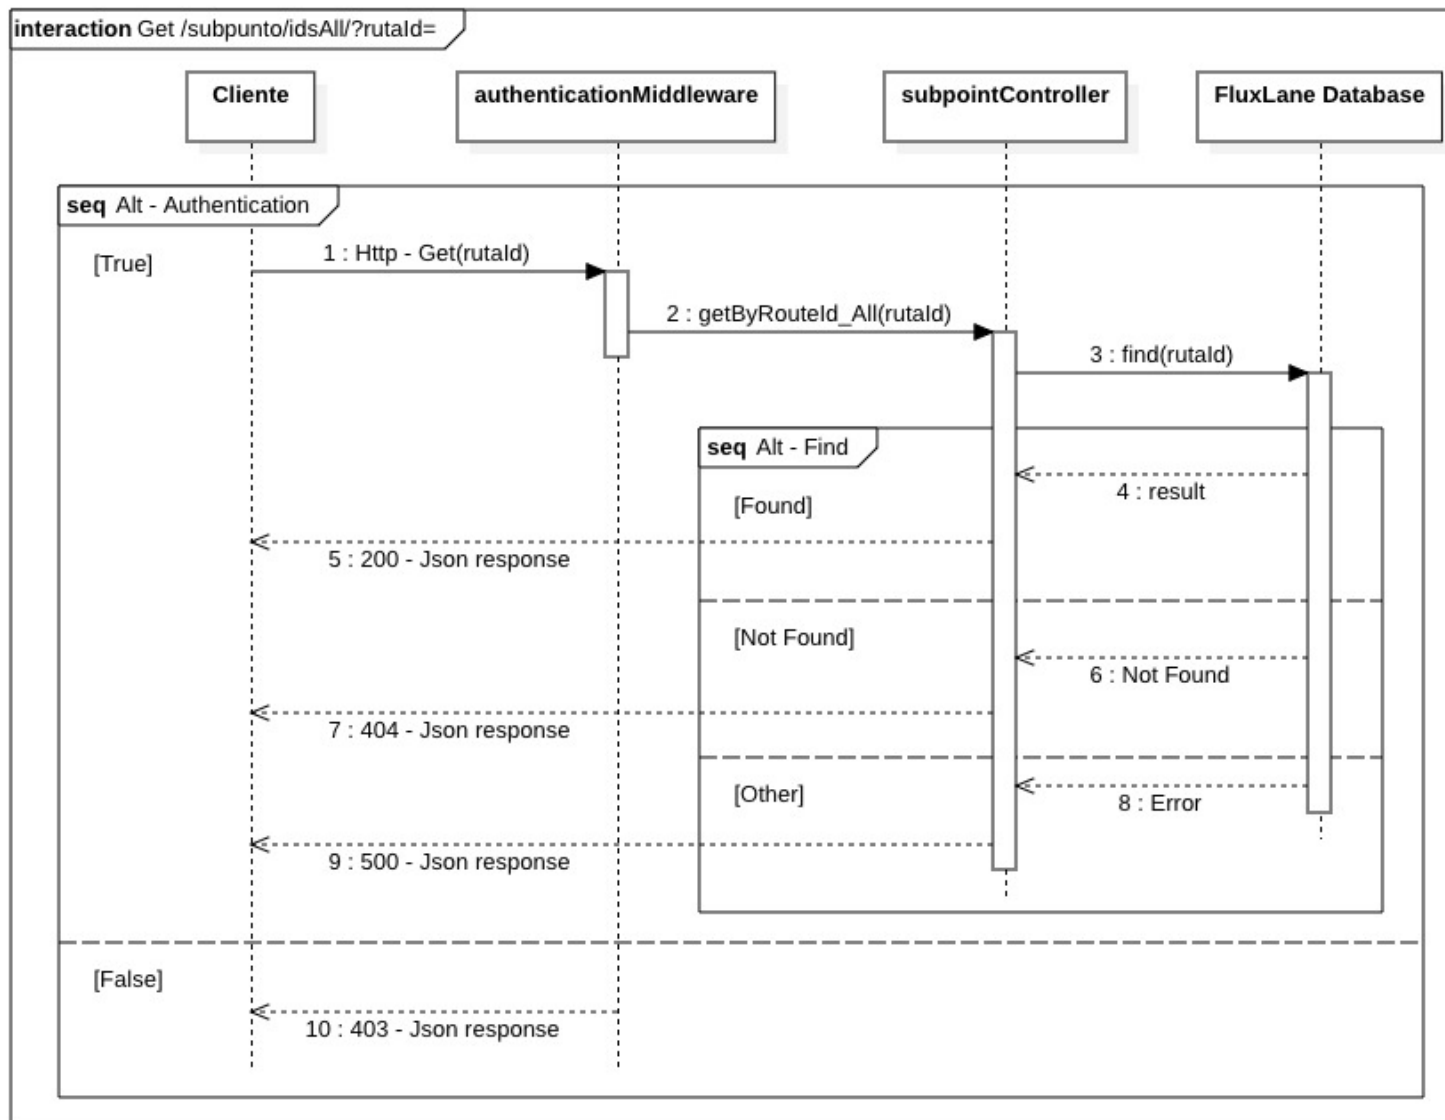 interaction Get /subpunto/idsAll/?rutaId=
Cliente
authenticationMiddleware
subpointController
FluxLane Database
seq Alt - Authentication
[True]
1 : Http - Get(rutaId)
2 : getByRouteId_All(rutaId)
3 : find(rutaId)
seq Alt - Find
4 : result
[Found]
5 : 200 - Json response
[Not Found]
6 : Not Found
7 : 404 - Json response
[Other]
8 : Error
9 : 500 - Json response
[False]
10 : 403 - Json response